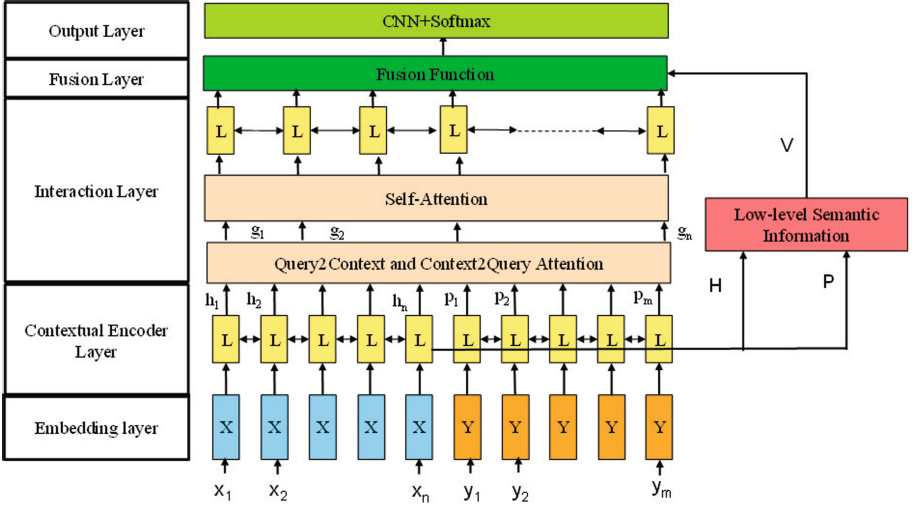 Output Layer
CNN+Softmax
Fusion Layer
Fusion Function
L L L L L
V
Interaction Layer
Self-Attention
Low-level Semantic
Information
g1 g2 gn
Query2Context and Context2Query Attention
H P
h1 h2 hn p1 p2 pm
Contextual Encoder
Layer
L L L L L L L L L L
Embedding layer
X X X X X Y Y Y Y Y
x1 x2 xn y1 y2 ym